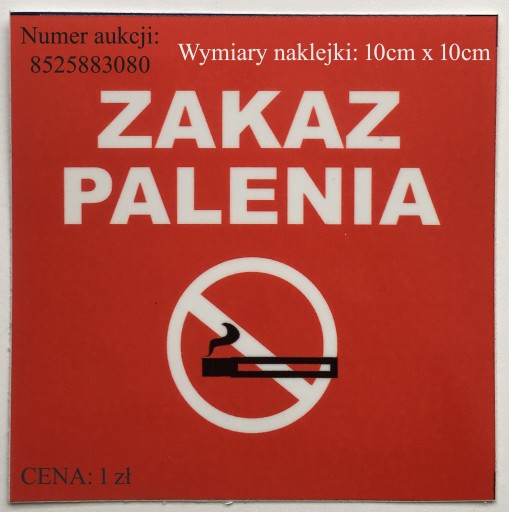 Numer aukcji:
8525883080
Wymiary naklejki: 10cm x 10cm
ZAKAZ
PALENIA
CENA: 1 zł